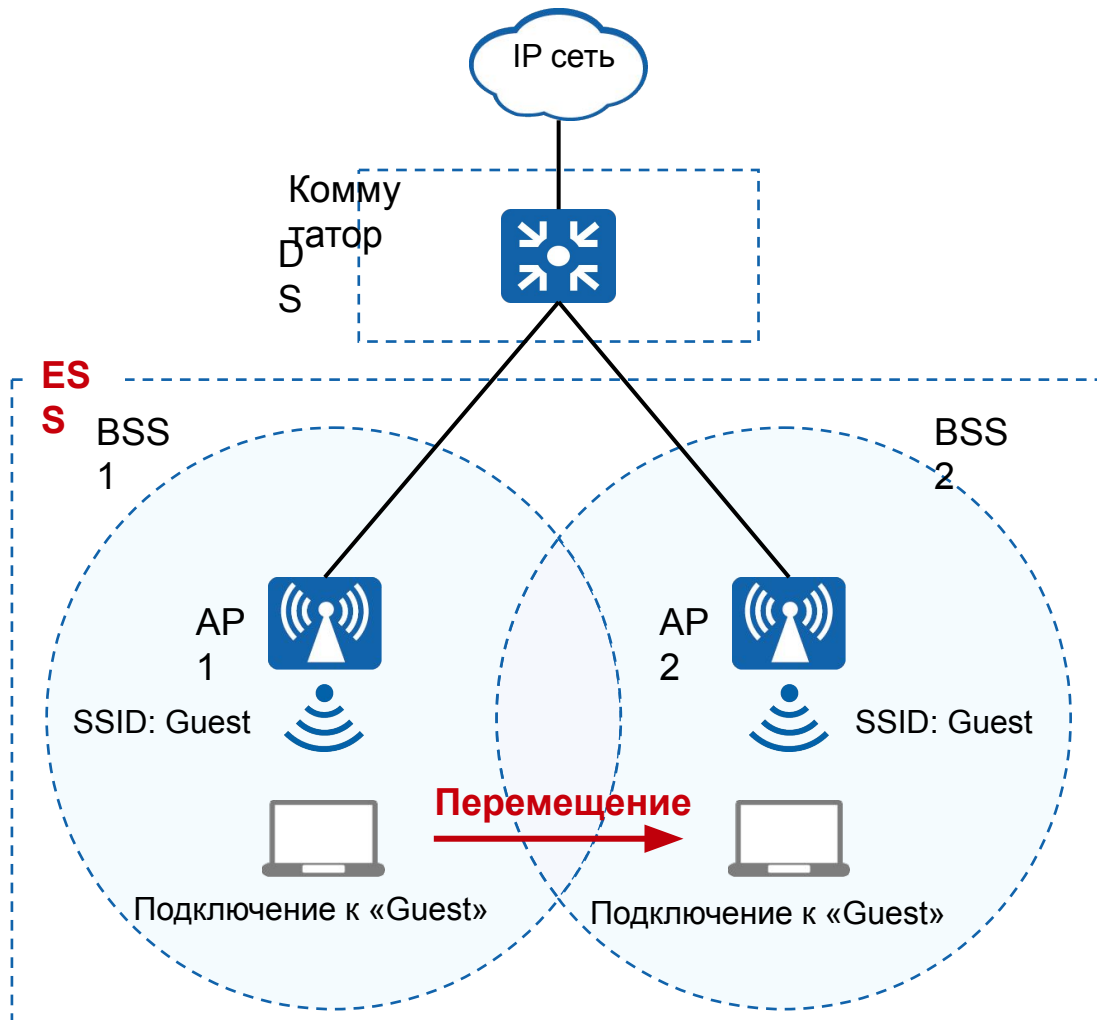 IP сеть
Комму
татор
D
S
ES
S
BSS
1
BSS
2
AP
1
AP
2
SSID: Guest
SSID: Guest
Перемещение
Подключение к «Guest»
Подключение к «Guest»